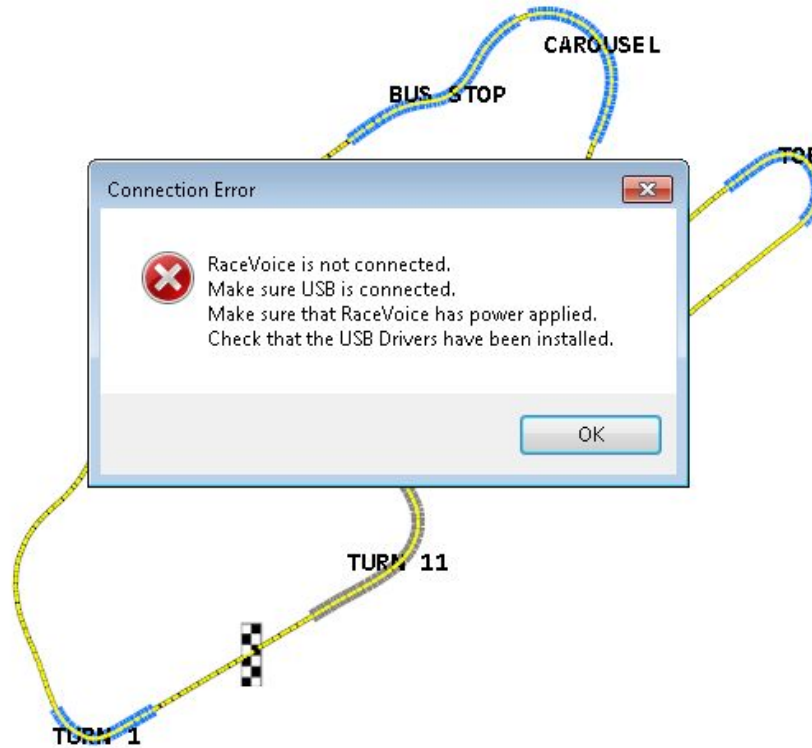 CAROUSEL
BUS STOP
Connection Error
RaceVoice is not connected.
Make sure USB is connected.
Make sure that RaceVoice has power applied.
Check that the USB Drivers have been installed.
OK
TURN 11
TURN 1